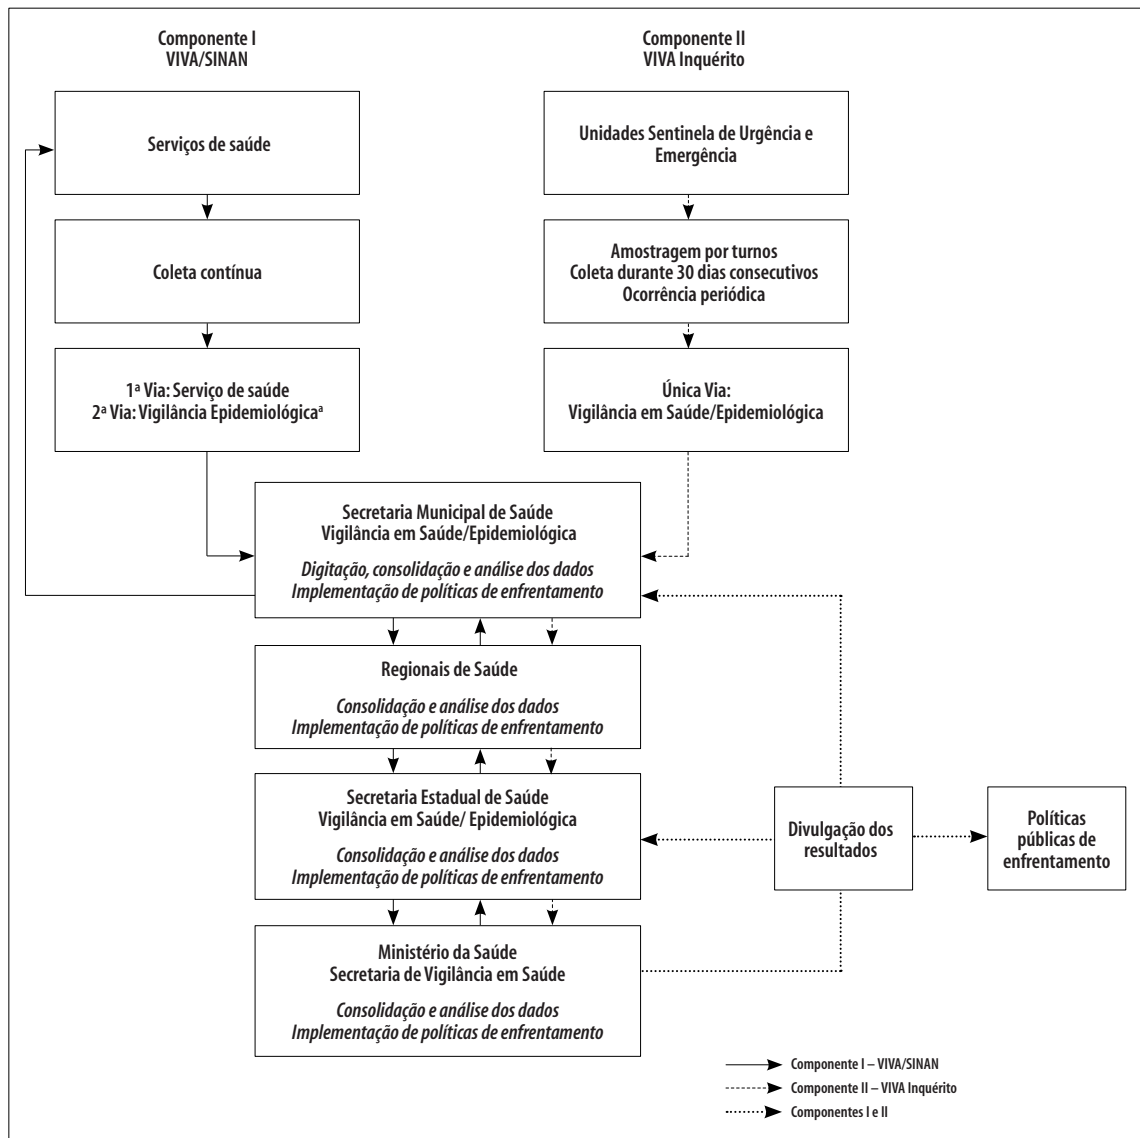 Componente I
VIVA/SINAN
Componente II
VIVA Inquérito
Serviços de saúde
Unidades Sentinela de Urgência e
Emergência
Coleta contínua
Amostragem por turnos
Coleta durante 30 dias consecutivos
Ocorrência periódica
1ª Via: Serviço de saúde
2ª Via: Vigilância Epidemiológicaª
Única Via:
Vigilância em Saúde/Epidemiológica
Secretaria Municipal de Saúde
Vigilância em Saúde/Epidemiológica
Digitação, consolidação e análise dos dados
Implementação de políticas de enfrentamento
Regionais de Saúde
Consolidação e análise dos dados
Implementação de políticas de enfrentamento
Secretaria Estadual de Saúde
Vigilância em Saúde/ Epidemiológica
Consolidação e análise dos dados
Implementação de políticas de enfrentamento
Divulgação dos
resultados
Políticas
públicas de
enfrentamento
Ministério da Saúde
Secretaria de Vigilância em Saúde
Consolidação e análise dos dados
Implementação de políticas de enfrentamento
Componente I – VIVA/SINAN
Componente II – VIVA Inquérito
Componentes I e II